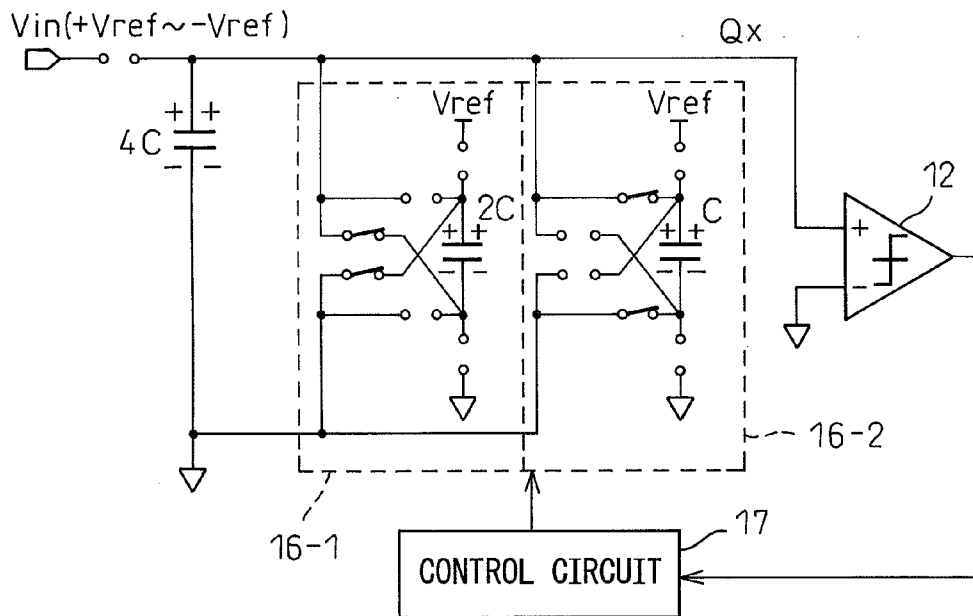 Vin(+Vref~-Vref)
Qx
Vref
Vref
+ +
4C
- -
2C
+ +
- -
C
+ +
- -
12
+
-
16-1
16-2
17
CONTROL CIRCUIT